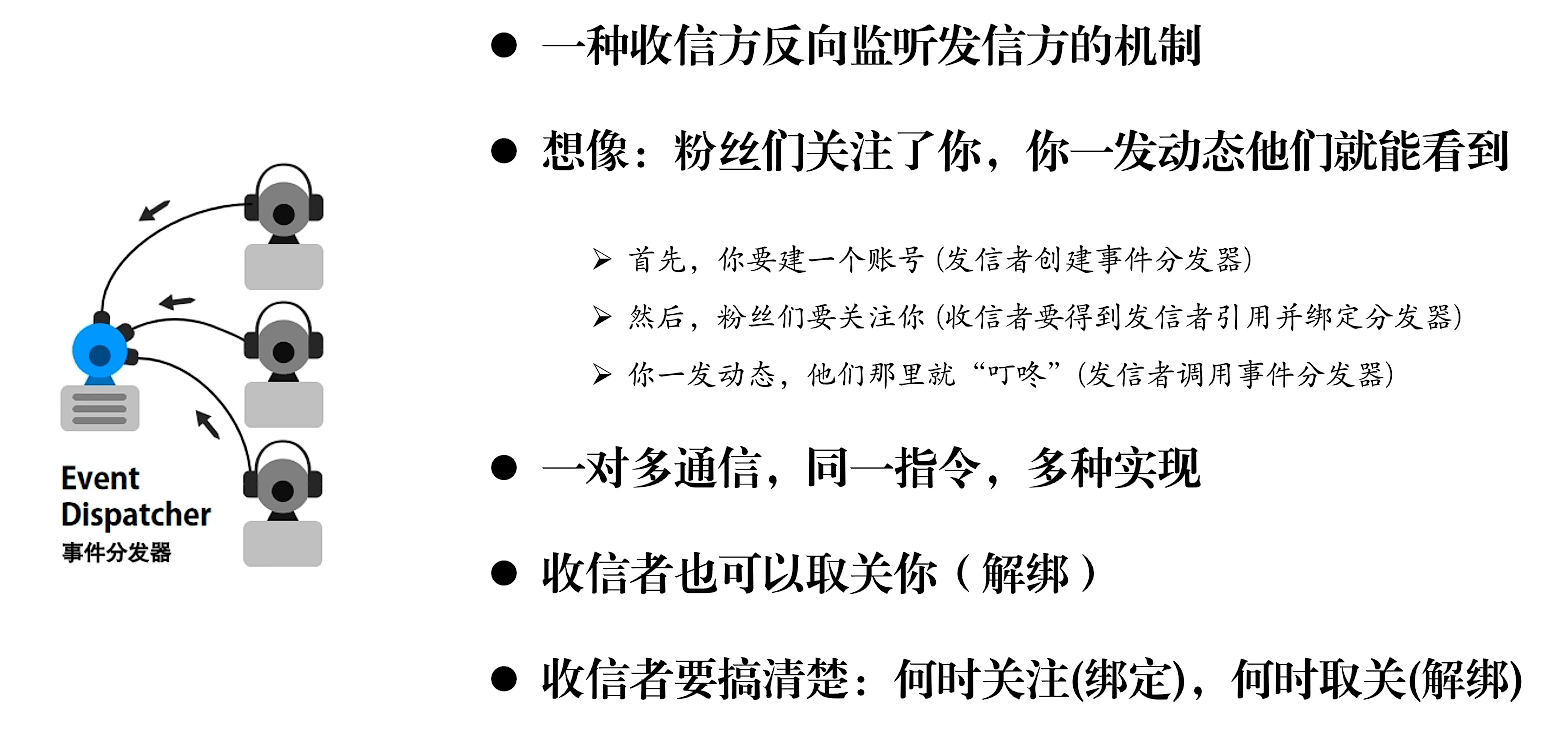 一种收信方反向监听发信方的机制
想像：粉丝们关注了你，你一发动态他们就能看到
首先，你要建一个账号 (发信者创建事件分发器)
然后，粉丝们要关注你 (收信者要得到发信者引用并绑定分发器)
你一发动态，他们那里就“叮咚” (发信者调用事件分发器)
一对多通信，同一指令，多种实现
收信者也可以取关你（解绑）
收信者要搞清楚：何时关注(绑定)，何时取关(解绑)
Event
Dispatcher
事件分发器